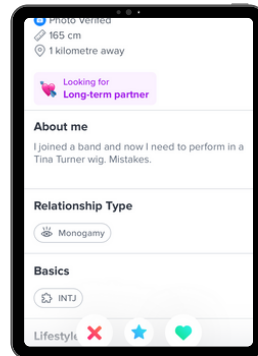 Photo Verified
165 cm
1 kilometre away
Looking for
Long-term partner
About me
I joined a band and now I need to perform in a
Tina Turner wig. Mistakes.
Relationship Type
Monogamy
Basics
INTJ
Lifestyle